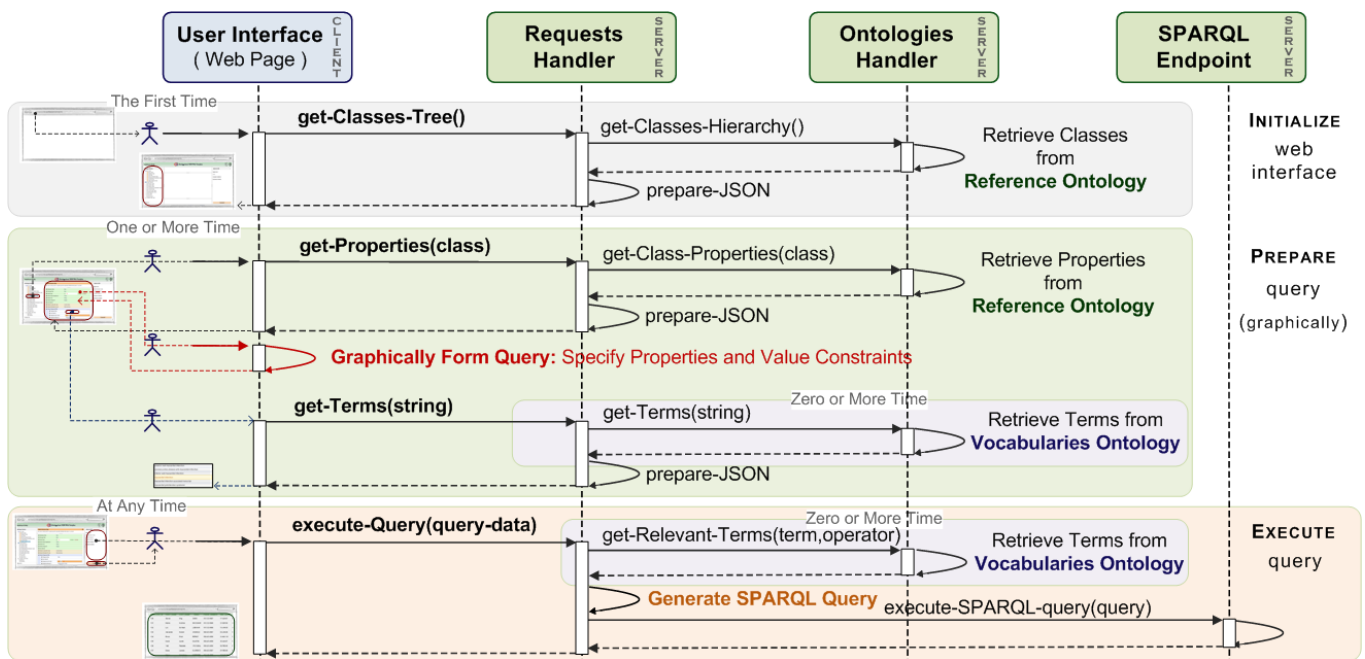 User Interface
( Web Page )
CLIENT
Requests
Handler
SERVER
Ontologies
Handler
SERVER
SPARQL
Endpoint
SERVER
The First Time
get-Classes-Tree()
get-Classes-Hierarchy()
Retrieve Classes
from
Reference Ontology
prepare-JSON
INITIALIZE
web
interface
One or More Time
get-Properties(class)
get-Class-Properties(class)
Retrieve Properties
from
Reference Ontology
prepare-JSON
PREPARE
query
(graphically)
Graphically Form Query: Specify Properties and Value Constraints
Zero or More Time
get-Terms(string)
get-Terms(string)
Retrieve Terms from
Vocabularies Ontology
prepare-JSON
At Any Time
Zero or More Time
execute-Query(query-data)
get-Relevant-Terms(term,operator)
Retrieve Terms from
Vocabularies Ontology
EXECUTE
query
Generate SPARQL Query
execute-SPARQL-query(query)